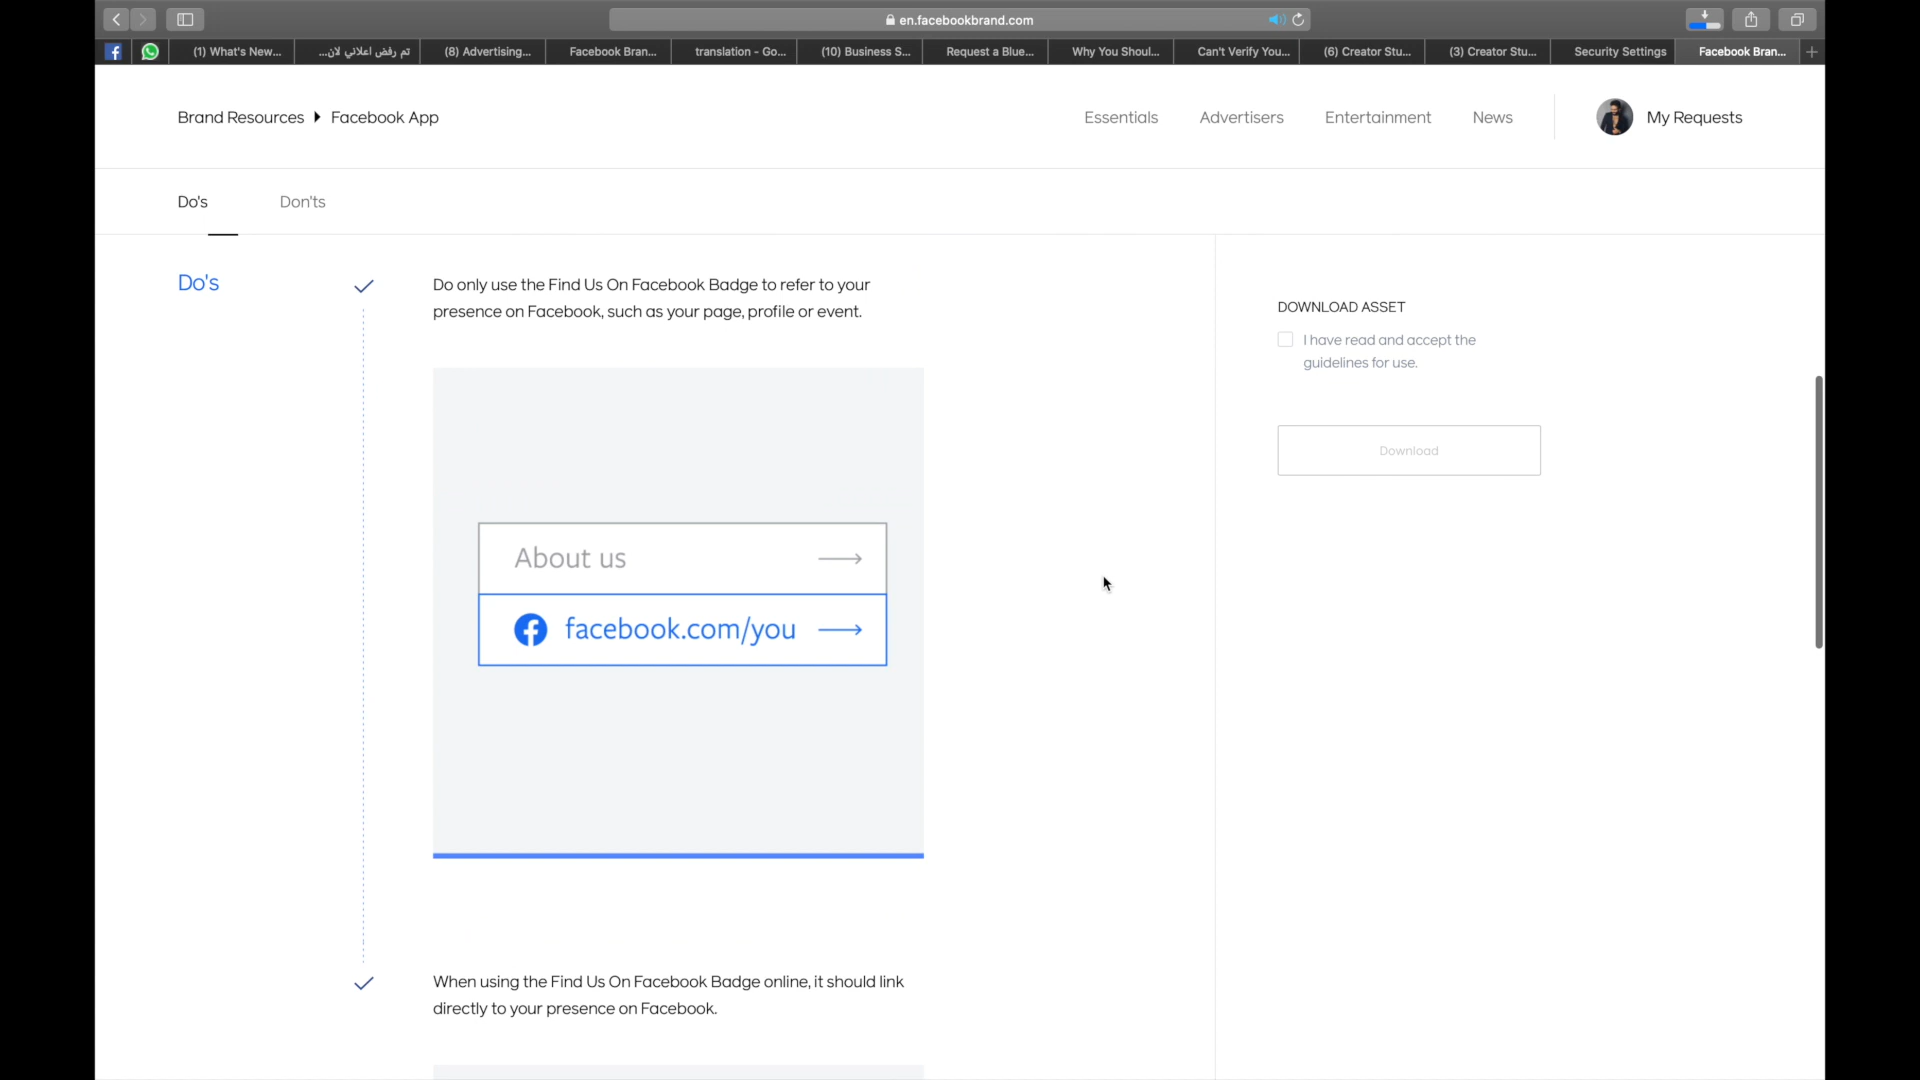 en.facebookbrand.com
(1) What's New...
تم رفض اعلاني لان...
(8) Advertising...
Facebook Bran...
translation - Go...
(10) Business S...
Request a Blue...
Why You Shoul...
Can't Verify You...
(6) Creator Stu...
(3) Creator Stu...
Security Settings
Facebook Bran...
Brand Resources
Facebook App
Essentials
Advertisers
Entertainment
News
My Requests
Do's
Don'ts
Do's
Do only use the Find Us On Facebook Badge to refer to your
presence on Facebook, such as your page, profile or event.
DOWNLOAD ASSET
I have read and accept the
guidelines for use.
Download
About us
facebook.com/you
When using the Find Us On Facebook Badge online, it should link
directly to your presence on Facebook.